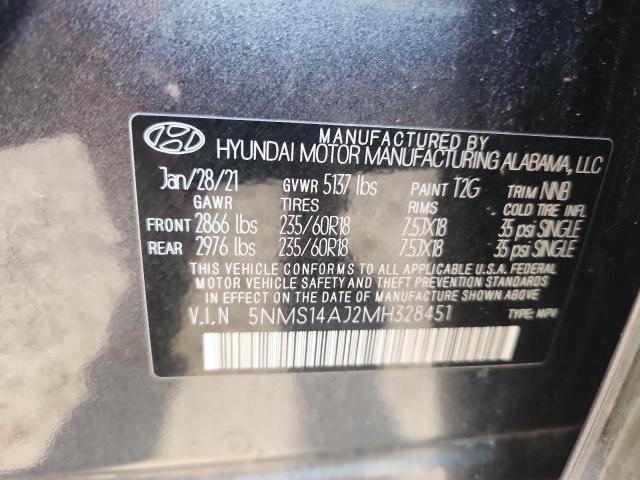 MANUFACTURED BY
HYUNDAI MOTOR MANUFACTURING ALABAMA, LLC
Jan/28/21 GVWR 5137 lbs PAINT T2G TRIM NNB
GAWR TIRES RIMS COLD TIRE INFL
FRONT 2866 lbs 235/60R18 7.5JX18 35 psi SINGLE
REAR 2976 lbs 235/60R18 7.5JX18 35 psi SINGLE
THIS VEHICLE CONFORMS TO ALL APPLICABLE U.S.A. FEDERAL
MOTOR VEHICLE SAFETY AND THEFT PREVENTION STANDARDS
IN EFFECT ON THE DATE OF MANUFACTURE SHOWN ABOVE.
V.I.N 5NMS14AJ2MH328451 TYPE: MPV